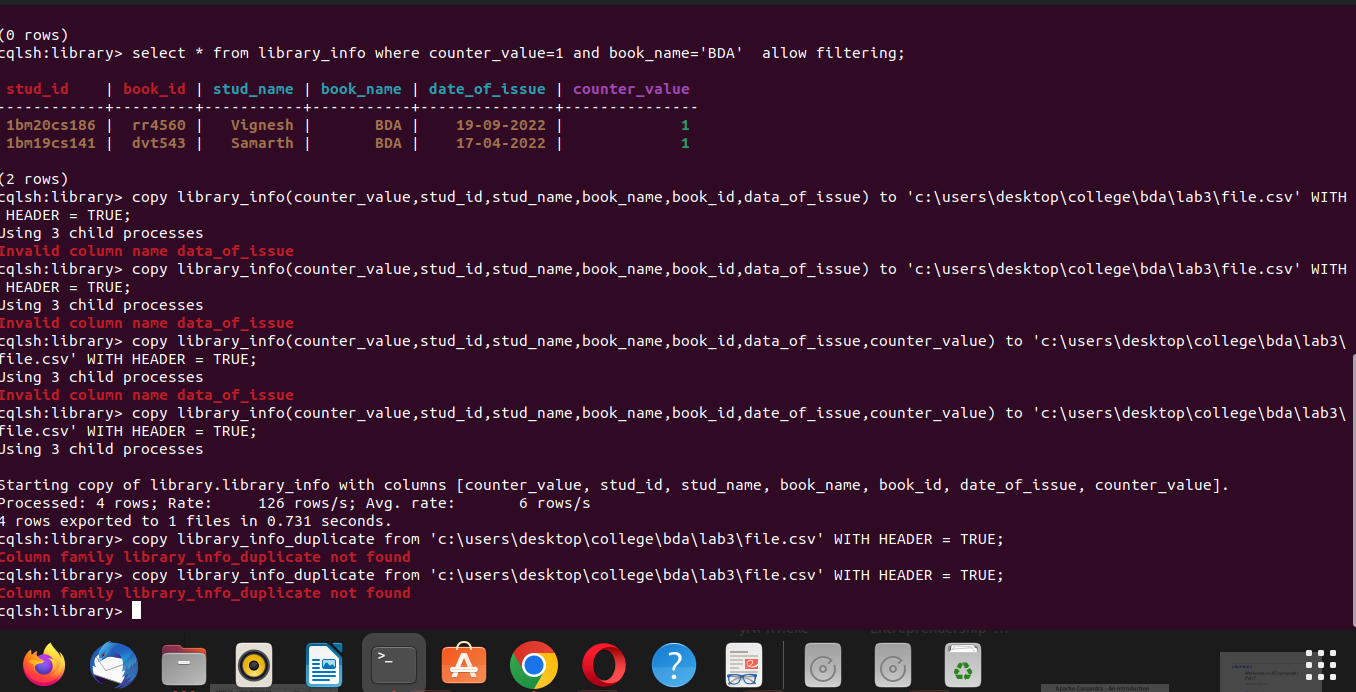 (0 rows)
cqlsh:library> select * from library_info where counter_value=1 and book_name='BDA'  allow filtering;
stud_id    | book_id | stud_name | book_name | date_of_issue | counter_value
-----------+---------+-----------+-----------+---------------+---------------
1bm20cs186 |  rr4560 |   Vignesh |       BDA |    19-09-2022 |             1
1bm19cs141 |  dvt543 |   Samarth |       BDA |    17-04-2022 |             1
(2 rows)
cqlsh:library> copy library_info(counter_value,stud_id,stud_name,book_name,book_id,data_of_issue) to 'c:\users\desktop\college\bda\lab3\file.csv' WITH
HEADER = TRUE;
Using 3 child processes
Invalid column name data_of_issue
cqlsh:library> copy library_info(counter_value,stud_id,stud_name,book_name,book_id,data_of_issue) to 'c:\users\desktop\college\bda\lab3\file.csv' WITH
HEADER = TRUE;
Using 3 child processes
Invalid column name data_of_issue
cqlsh:library> copy library_info(counter_value,stud_id,stud_name,book_name,book_id,data_of_issue,counter_value) to 'c:\users\desktop\college\bda\lab3\
file.csv' WITH HEADER = TRUE;
Using 3 child processes
Invalid column name data_of_issue
cqlsh:library> copy library_info(counter_value,stud_id,stud_name,book_name,book_id,date_of_issue,counter_value) to 'c:\users\desktop\college\bda\lab3\
file.csv' WITH HEADER = TRUE;
Using 3 child processes
Starting copy of library.library_info with columns [counter_value, stud_id, stud_name, book_name, book_id, date_of_issue, counter_value].
Processed: 4 rows; Rate:     126 rows/s; Avg. rate:       6 rows/s
4 rows exported to 1 files in 0.731 seconds.
cqlsh:library> copy library_info_duplicate from 'c:\users\desktop\college\bda\lab3\file.csv' WITH HEADER = TRUE;
Column family library_info_duplicate not found
cqlsh:library> copy library_info_duplicate from 'c:\users\desktop\college\bda\lab3\file.csv' WITH HEADER = TRUE;
Column family library_info_duplicate not found
cqlsh:library>
Apache Cassandra - An Introduction